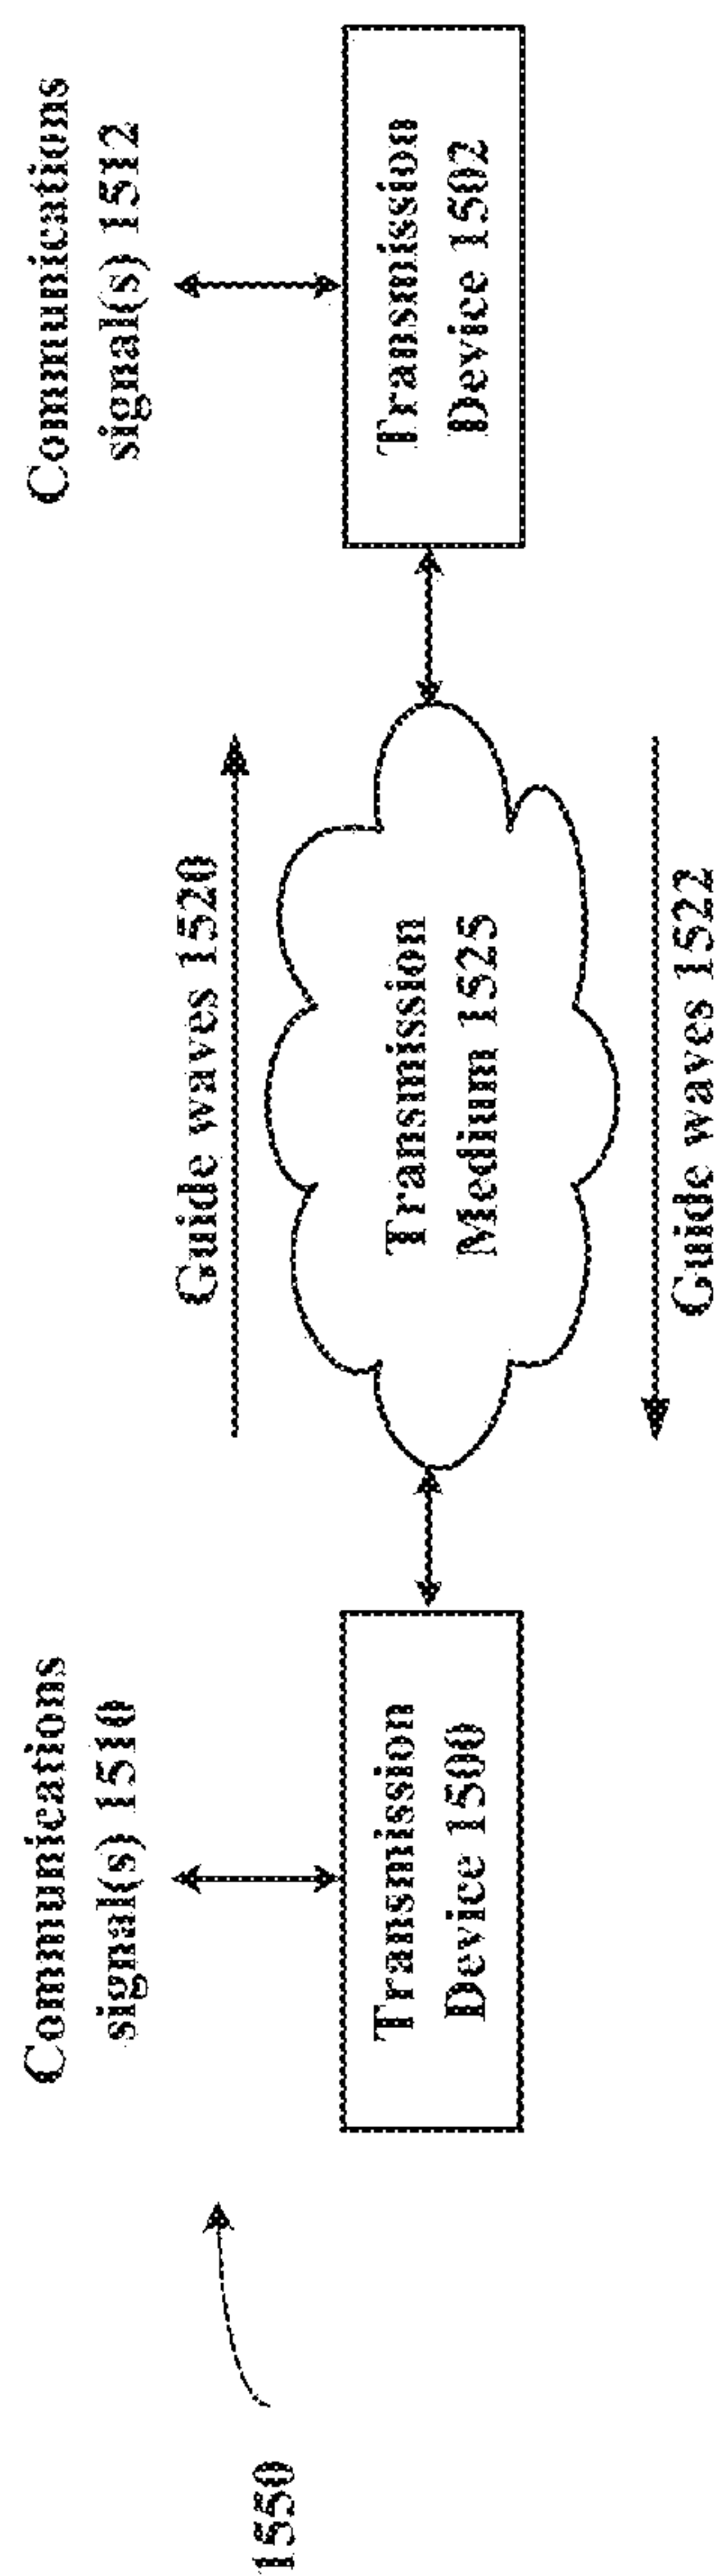 1550
Communications
signal(s) 1510
Transmission
Device 1500
Guide waves 1520
Transmission
Medium 1525
Guide waves 1522
Communications
signal(s) 1512
Transmission
Device 1502